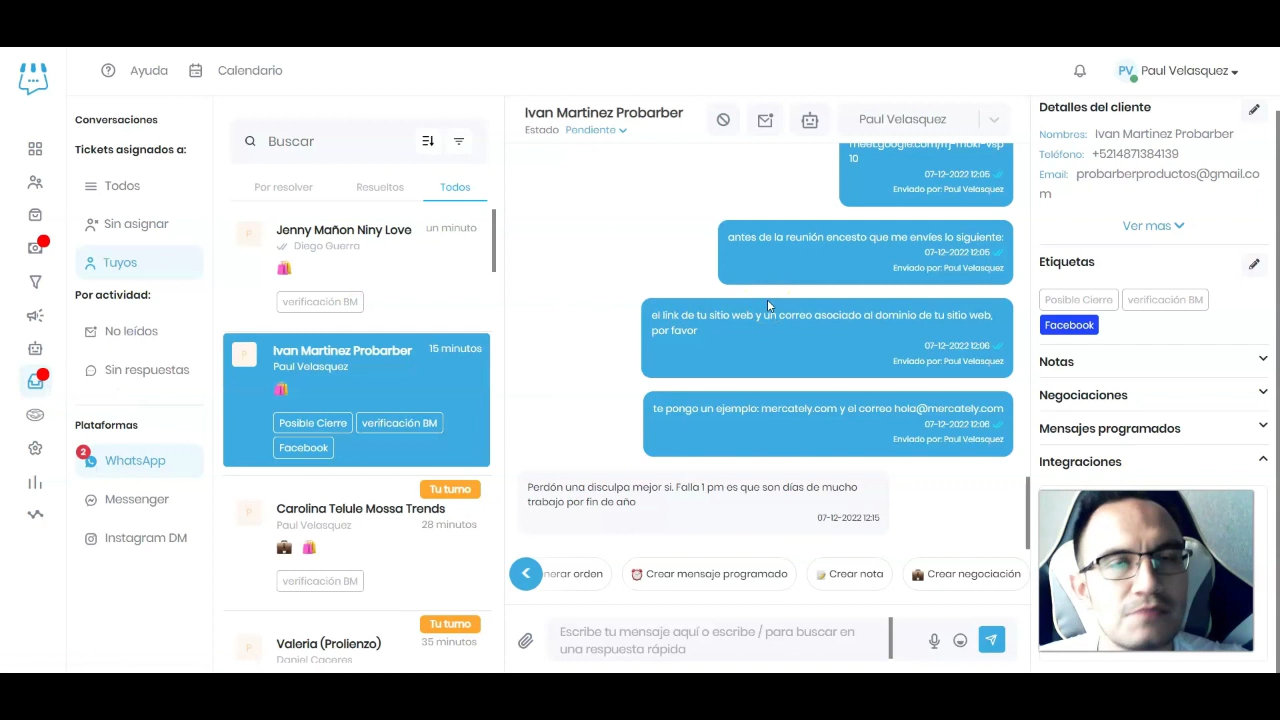 Ayuda
Calendario
PV
Paul Velasquez
Conversaciones
Tickets asignados a:
Todos
Sin asignar
Tuyos
Por actividad:
No leídos
Sin respuestas
Plataformas
2
WhatsApp
Messenger
Instagram DM
Buscar
Por resolver
Resueltos
Todos
P
Jenny Mañon Niny Love
un minuto
Diego Guerra
verificación BM
P
Ivan Martinez Probarber
15 minutos
Paul Velasquez
Posible Cierre
verificación BM
Facebook
Tu turno
P
Carolina Telule Mossa Trends
Paul Velasquez
28 minutos
verificación BM
Tu turno
P
Valeria (Prolienzo)
35 minutos
Daniel Caceres
Ivan Martinez Probarber
Estado Pendiente
Paul Velasquez
10
07-12-2022 12:05
Enviado por: Paul Velasquez
antes de la reunión encesto que me envíes lo siguiente:
07-12-2022 12:05
Enviado por: Paul Velasquez
el link de tu sitio web y un correo asociado al dominio de tu sitio web,
por favor
07-12-2022 12:06
Enviado por: Paul Velasquez
te pongo un ejemplo: mercately.com y el correo hola@mercately.com
07-12-2022 12:06
Enviado por: Paul Velasquez
Perdón una disculpa mejor si. Falla 1 pm es que son días de mucho
trabajo por fin de año
07-12-2022 12:15
nerar orden
Crear mensaje programado
Crear nota
Crear negociación
Escribe tu mensaje aquí o escribe / para buscar en
una respuesta rápida
Detalles del cliente
Nombres: Ivan Martinez Probarber
Teléfono: +5214871384139
Email: probarberproductos@gmail.co
m
Ver mas
Etiquetas
Posible Cierre
verificación BM
Facebook
Notas
Negociaciones
Mensajes programados
Integraciones